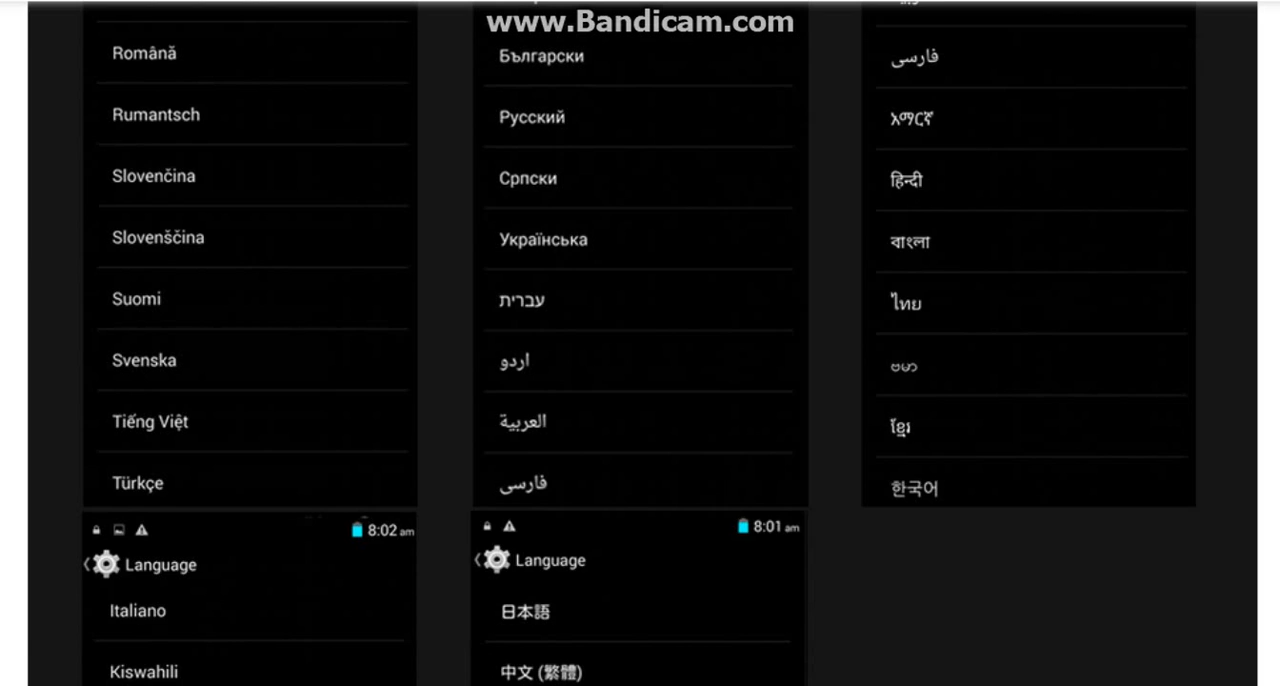 www.Bandicam.com
Română
Rumantsch
Slovenčina
Slovenščina
Suomi
Svenska
Tiếng Việt
Türkçe
Български
Русский
Српски
Українська
עברית
اردو
العربية
فارسی
فارسی
አማርኛ
हिन्दी
বাংলা
ไทย
ဗမာ
ខ្មែរ
한국어
8:02 am
Language
Italiano
Kiswahili
8:01 am
Language
日本語
中文 (繁體)